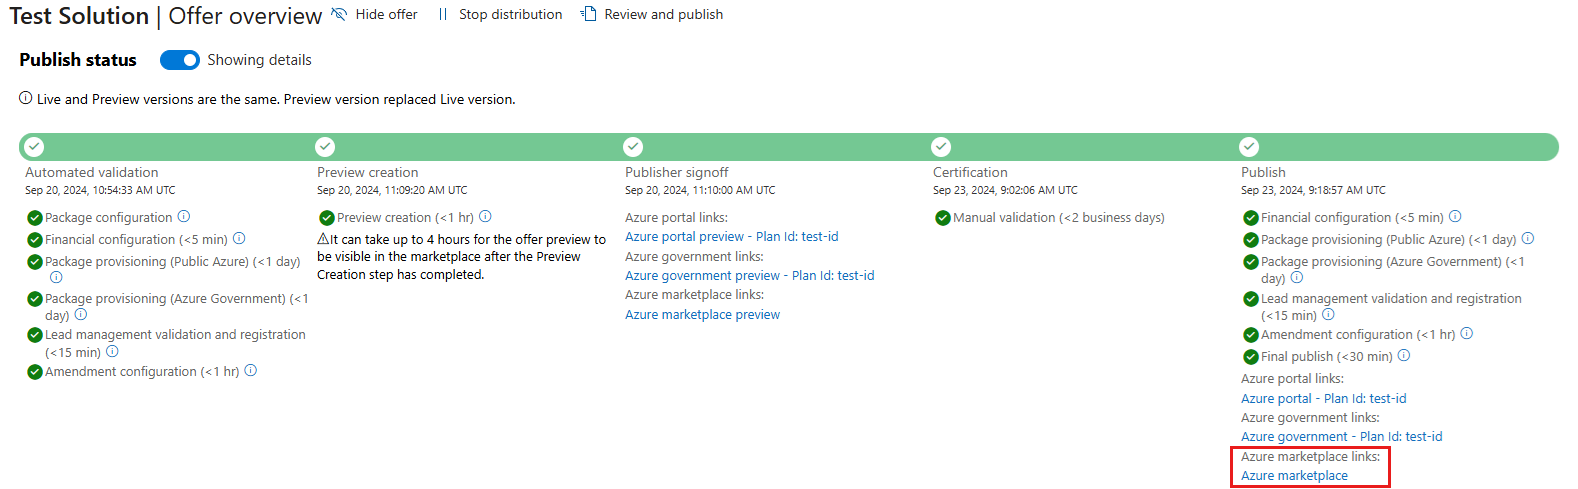 Test Solution | Offer overview Hide offer Stop distribution Review and publish
Publish status Showing details
Live and Preview versions are the same. Preview version replaced Live version.
Automated validation
Sep 20, 2024, 10:54:33 AM UTC
Package configuration
Financial configuration (<5 min)
Package provisioning (Public Azure) (<1 day)
Package provisioning (Azure Government) (<1
day)
Lead management validation and registration
(<15 min)
Amendment configuration (<1 hr)
Preview creation
Sep 20, 2024, 11:09:20 AM UTC
Preview creation (<1 hr)
It can take up to 4 hours for the offer preview to
be visible in the marketplace after the Preview
Creation step has completed.
Publisher signoff
Sep 20, 2024, 11:10:00 AM UTC
Azure portal links:
Azure portal preview - Plan Id: test-id
Azure government links:
Azure government preview - Plan Id: test-id
Azure marketplace links:
Azure marketplace preview
Certification
Sep 23, 2024, 9:02:06 AM UTC
Manual validation (<2 business days)
Publish
Sep 23, 2024, 9:18:57 AM UTC
Financial configuration (<5 min)
Package provisioning (Public Azure) (<1 day)
Package provisioning (Azure Government) (<1
day)
Lead management validation and registration
(<15 min)
Amendment configuration (<1 hr)
Final publish (<30 min)
Azure portal links:
Azure portal - Plan Id: test-id
Azure government links:
Azure government - Plan Id: test-id
Azure marketplace links:
Azure marketplace